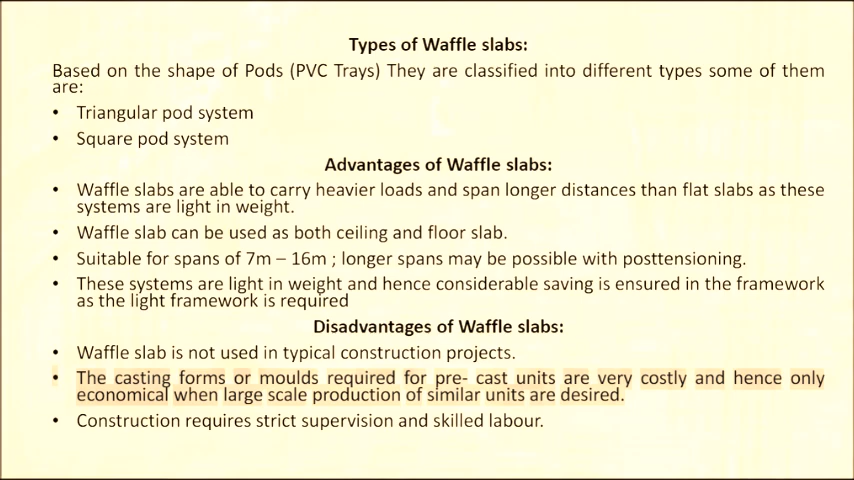 Types of Waffle slabs:
Based on the shape of Pods (PVC Trays) They are classified into different types some of them
are:
• Triangular pod system
• Square pod system
Advantages of Waffle slabs:
• Waffle slabs are able to carry heavier loads and span longer distances than flat slabs as these
systems are light in weight.
• Waffle slab can be used as both ceiling and floor slab.
• Suitable for spans of 7m – 16m ; longer spans may be possible with posttensioning.
• These systems are light in weight and hence considerable saving is ensured in the framework
as the light framework is required
Disadvantages of Waffle slabs:
• Waffle slab is not used in typical construction projects.
• The casting forms or moulds required for pre- cast units are very costly and hence only
economical when large scale production of similar units are desired.
• Construction requires strict supervision and skilled labour.